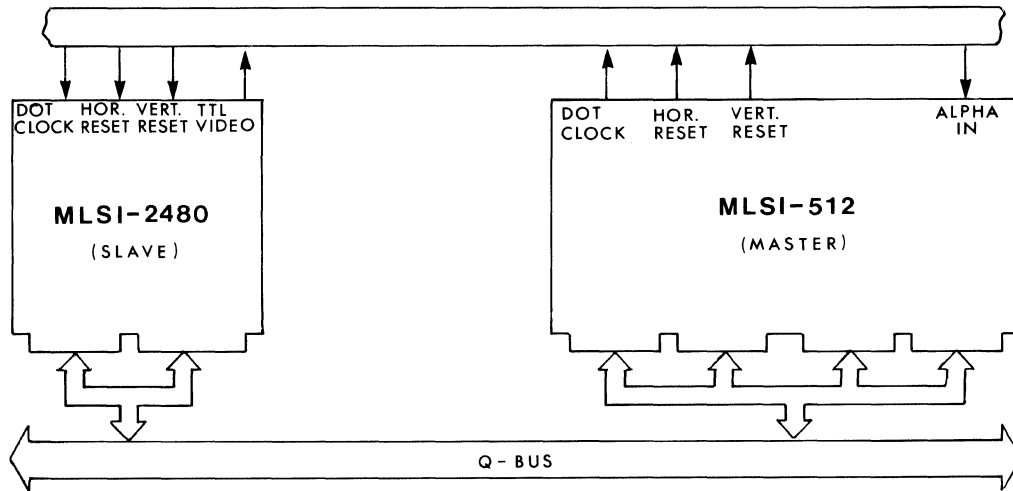 DOT CLOCK
HOR. RESET
VERT. RESET
TTL VIDEO
MLSI-2480
(SLAVE)
DOT CLOCK
HOR. RESET
VERT. RESET
ALPHA IN
MLSI-512
(MASTER)
Q-BUS